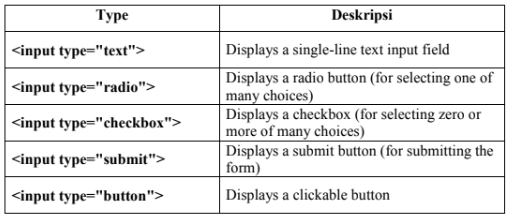 Type Deskripsi
<input type="text"> Displays a single-line text input field
<input type="radio"> Displays a radio button (for selecting one of
many choices)
<input type="checkbox"> Displays a checkbox (for selecting zero or
more of many choices)
<input type="submit"> Displays a submit button (for submitting the
form)
<input type="button"> Displays a clickable button